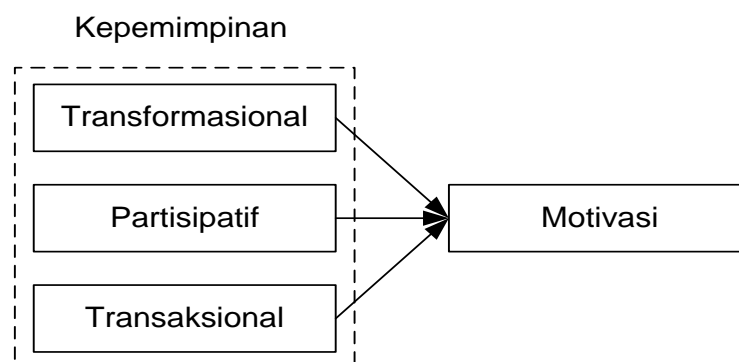 Kepemimpinan
Transformasional
Partisipatif
Motivasi
Transaksional